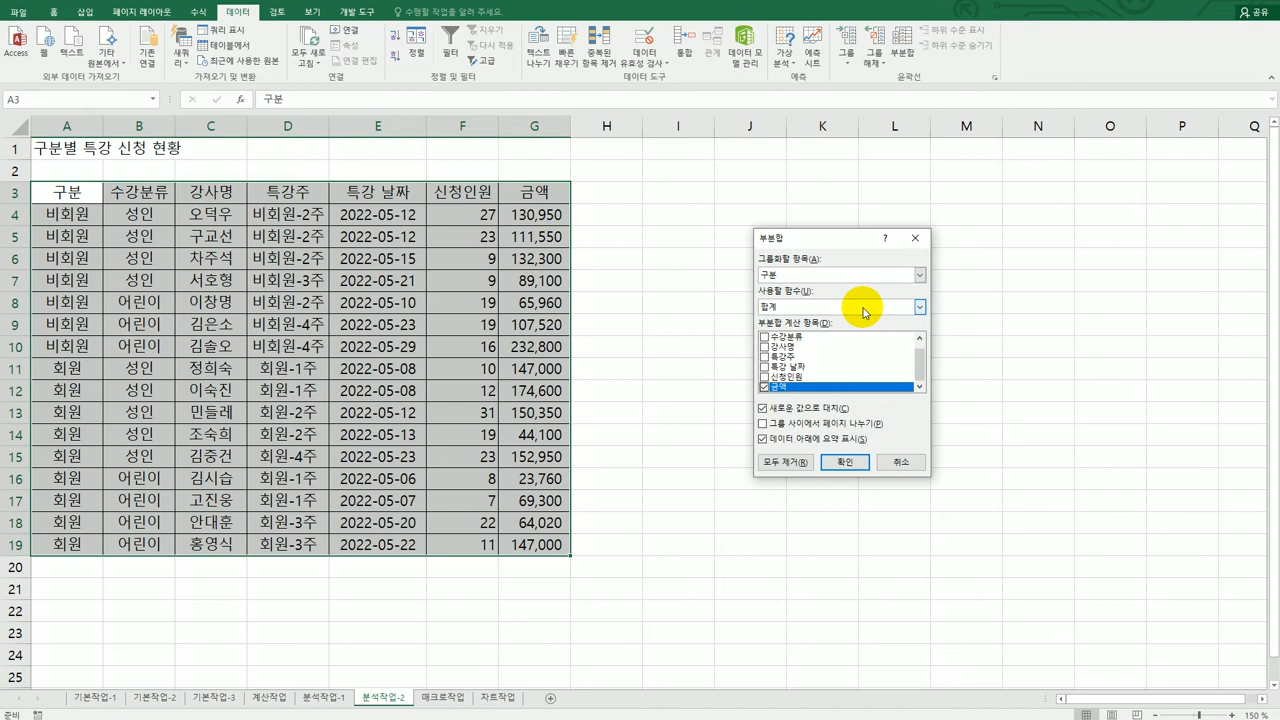 파일 홈 삽입 페이지 레이아웃 수식 데이터 검토 보기 개발 도구 수행할 작업을 알려 주세요. 공유
Access 웹 텍스트 기타 원본에서 기존 연결 새쿼리 쿼리 표시 테이블에서 최근에 사용한 원본 모두 새로 고침 연결 속성 연결 편집 정렬 필터 지우기 다시 적용 고급 텍스트 나누기 빠른 채우기 중복된 항목 제거 데이터 유효성 검사 통합 관계 데이터 모델 관리 가상 분석 예측 시트 그룹 그룹 해제 부분합 하위 수준 표시 하위 수준 숨기기
외부 데이터 가져오기 가져오기 및 변환 연결 정렬 및 필터 데이터 도구 예측 윤곽선
A3 fx 구분
A B C D E F G H I J K L M N O P Q
1 구분별 특강 신청 현황
2
3 구분 수강분류 강사명 특강주 특강 날짜 신청인원 금액
4 비회원 성인 오덕우 비회원-2주 2022-05-12 27 130,950
5 비회원 성인 구교선 비회원-2주 2022-05-12 23 111,550
6 비회원 성인 차주석 비회원-2주 2022-05-15 9 132,300
7 비회원 성인 서호형 비회원-3주 2022-05-21 9 89,100
8 비회원 어린이 이창명 비회원-2주 2022-05-10 19 65,960
9 비회원 어린이 김은소 비회원-4주 2022-05-23 19 107,520
10 비회원 어린이 김솔오 비회원-4주 2022-05-29 16 232,800
11 회원 성인 정희숙 회원-1주 2022-05-08 10 147,000
12 회원 성인 이숙진 회원-1주 2022-05-08 12 174,600
13 회원 성인 민들레 회원-2주 2022-05-12 31 150,350
14 회원 성인 조숙희 회원-2주 2022-05-13 19 44,100
15 회원 성인 김중건 회원-4주 2022-05-23 23 152,950
16 회원 어린이 김시습 회원-1주 2022-05-06 8 23,760
17 회원 어린이 고진웅 회원-1주 2022-05-07 7 69,300
18 회원 어린이 안대훈 회원-3주 2022-05-20 22 64,020
19 회원 어린이 홍영식 회원-3주 2022-05-22 11 147,000
20
21
22
23
24
25
부분합 ?
그룹화할 항목(A):
구분
사용할 함수(U):
합계
부분합 계산 항목(D):
수강분류
강사명
특강주
특강 날짜
신청인원
금액
새로운 값으로 대치(C)
그룹 사이에서 페이지 나누기(P)
데이터 아래에 요약 표시(S)
모두 제거(R) 확인 취소
기본작업-1 기본작업-2 기본작업-3 계산작업 분석작업-1 분석작업-2 매크로작업 차트작업
준비 150 %